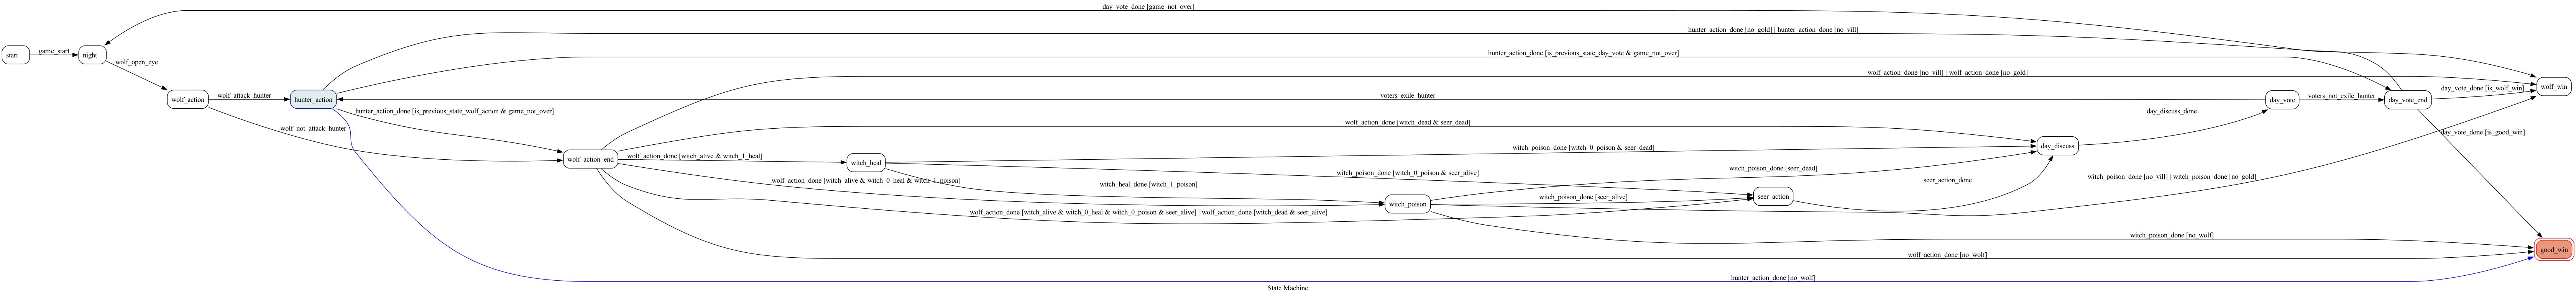 day_vote_done [game_not_over]
hunter_action_done [no_gold] | hunter_action_done [no_vill]
start
game_start
night
hunter_action_done [is_previous_state_day_vote & game_not_over]
wolf_open_eye
wolf_action_done [no_vill] | wolf_action_done [no_gold]
wolf_win
day_vote_done [is_wolf_win]
wolf_action
wolf_attack_hunter
hunter_action
voters_exile_hunter
day_vote
voters_not_exile_hunter
day_vote_end
hunter_action_done [is_previous_state_wolf_action & game_not_over]
day_discuss_done
wolf_not_attack_hunter
wolf_action_done [witch_dead & seer_dead]
day_vote_done [is_good_win]
wolf_action_end
wolf_action_done [witch_alive & witch_1_heal]
witch_heal
witch_poison_done [witch_0_poison & seer_dead]
day_discuss
witch_poison_done [seer_dead]
witch_poison_done [witch_0_poison & seer_alive]
wolf_action_done [witch_alive & witch_0_heal & witch_1_poison]
witch_heal_done [witch_1_poison]
seer_action_done
witch_poison_done [no_vill] | witch_poison_done [no_gold]
witch_poison_done [seer_alive]
seer_action
witch_poison
wolf_action_done [witch_alive & witch_0_heal & witch_0_poison & seer_alive] | wolf_action_done [witch_dead & seer_alive]
witch_poison_done [no_wolf]
good_win
wolf_action_done [no_wolf]
hunter_action_done [no_wolf]
State Machine